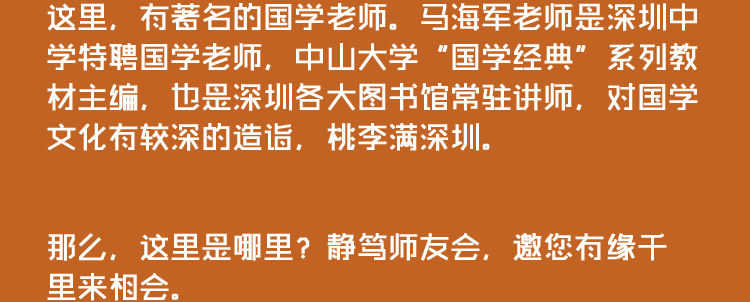 这里，有著名的国学老师。马海军老师是深圳中
学特聘国学老师，中山大学“国学经典”系列教
材主编，也是深圳各大图书馆常驻讲师，对国学
文化有较深的造诣，桃李满深圳。
那么，这里是哪里？静笃师友会，邀您有缘千
里来相会。